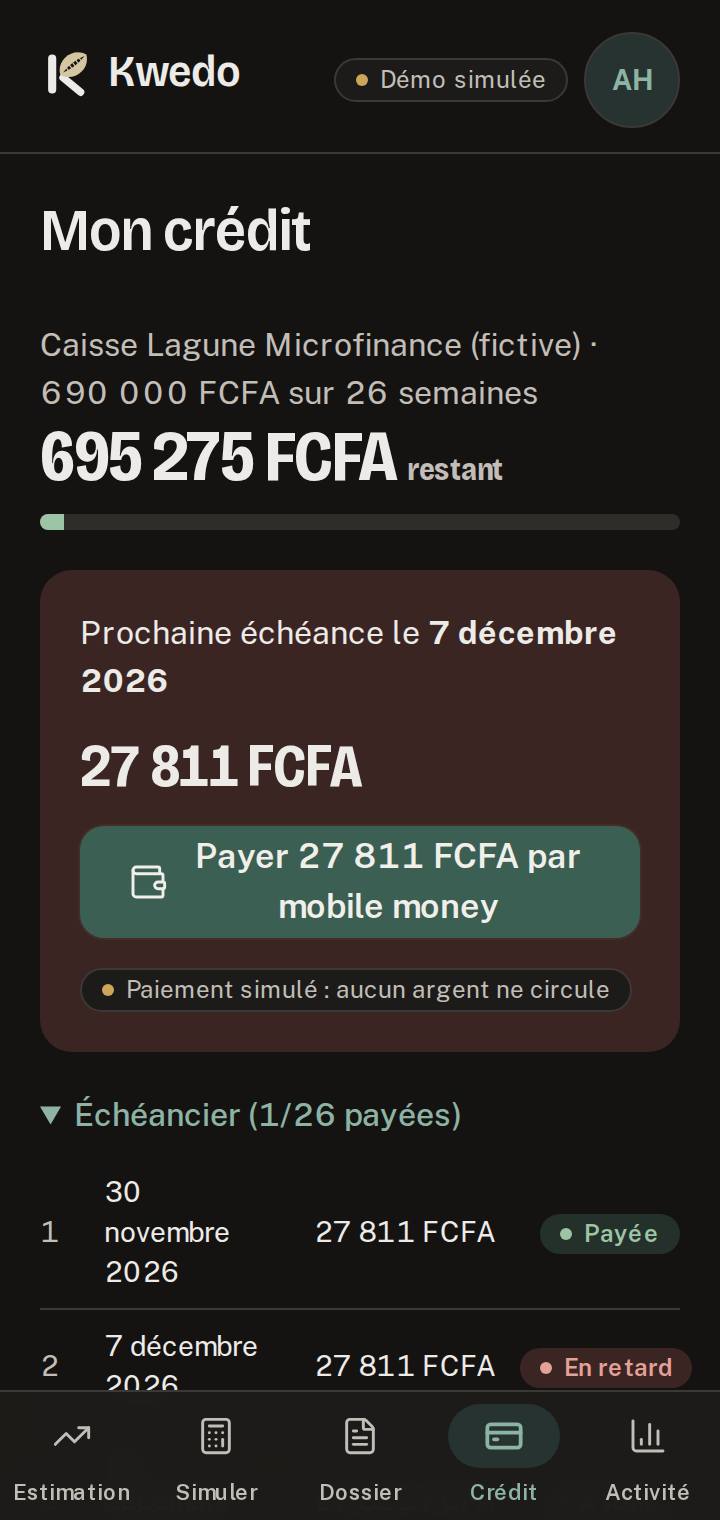 Kwedo
Démo simulée
AH
Mon crédit
Caisse Lagune Microfinance (fictive) ·
690 000 FCFA sur 26 semaines
695 275 FCFA restant
Prochaine échéance le 7 décembre
2026
27 811 FCFA
Payer 27 811 FCFA par
mobile money
Paiement simulé : aucun argent ne circule
▼ Échéancier (1/26 payées)
1
30
novembre
2026
27 811 FCFA
Payée
2
7 décembre
2026
27 811 FCFA
En retard
Estimation
Simuler
Dossier
Crédit
Activité